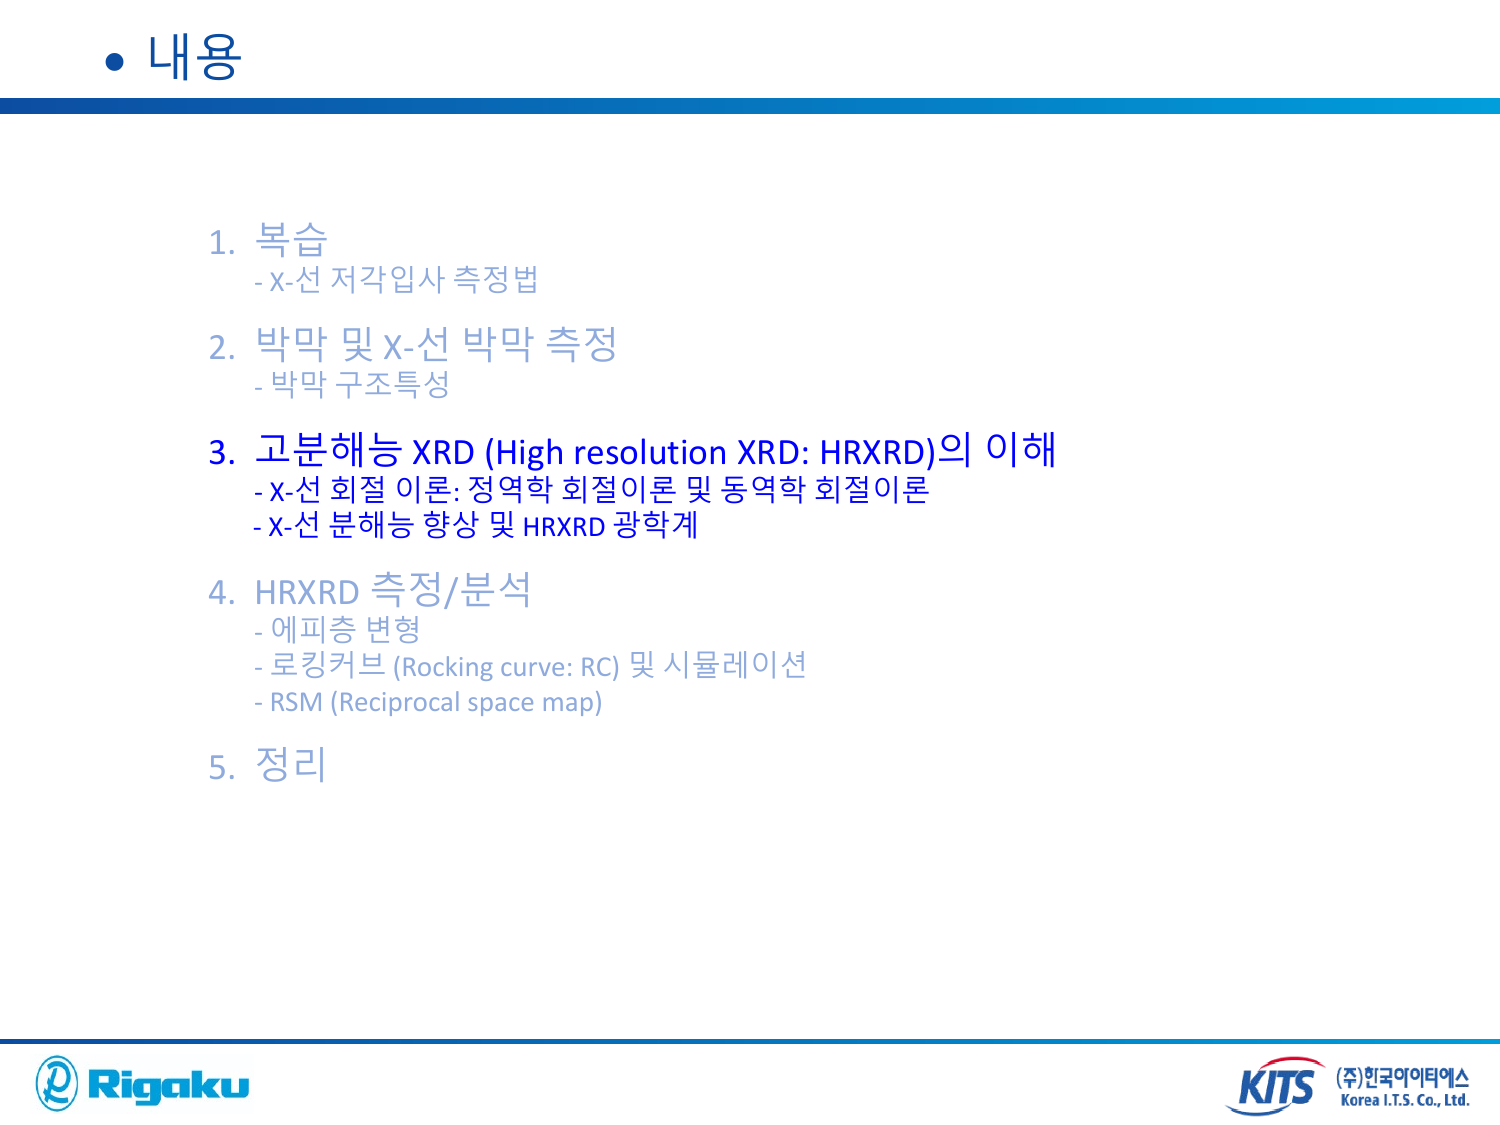 • 내용
1. 복습
- X-선 저각입사 측정법
2. 박막 및 X-선 박막 측정
- 박막 구조특성
3. 고분해능 XRD (High resolution XRD: HRXRD)의 이해
- X-선 회절 이론: 정역학 회절이론 및 동역학 회절이론
- X-선 분해능 향상 및 HRXRD 광학계
4. HRXRD 측정/분석
- 에피층 변형
- 로킹커브 (Rocking curve: RC) 및 시뮬레이션
- RSM (Reciprocal space map)
5. 정리
Rigaku
KITS
(주)한국아이티에스
Korea I.T.S. Co., Ltd.